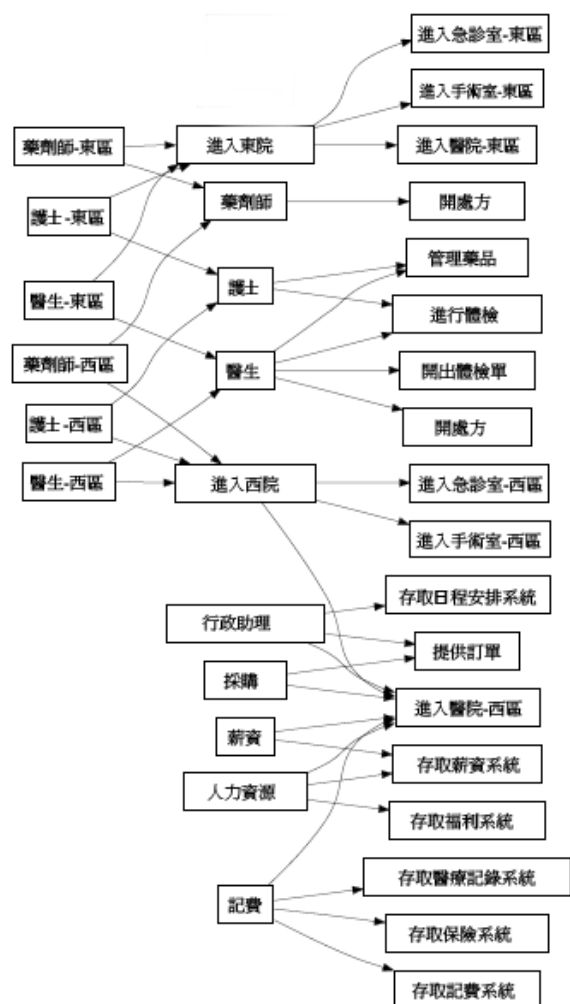 進入急診室-東區
進入手術室-東區
藥劑師-東區
進入東院
進入醫院-東區
護士-東區
藥劑師
開處方
管理藥品
護士
醫生-東區
進行體檢
藥劑師-西區
醫生
開出體檢單
護士-西區
開處方
醫生-西區
進入西院
進入急診室-西區
進入手術室-西區
存取日程安排系統
行政助理
提供訂單
採購
進入醫院-西區
薪資
存取薪資系統
人力資源
存取福利系統
存取醫療記錄系統
記費
存取保險系統
存取記費系統